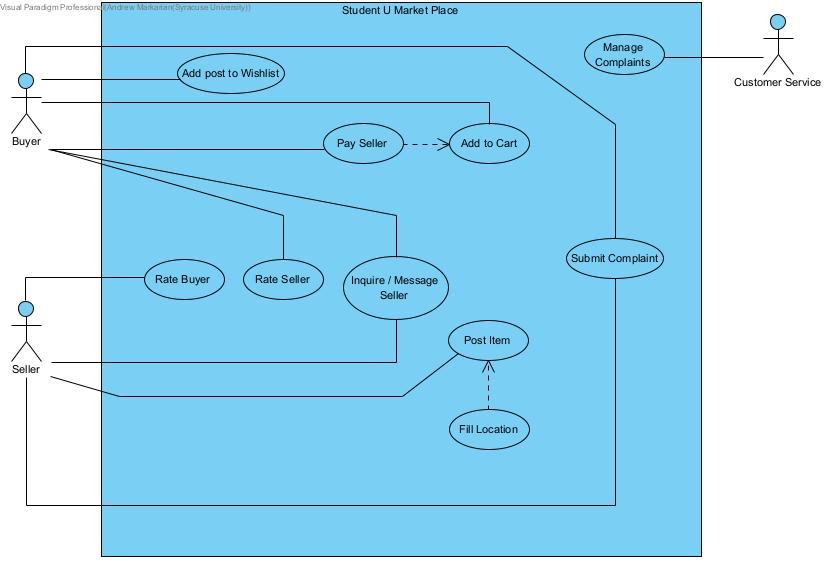 Visual Paradigm Professional(Andrew Markarian(Syracuse University))
Student U Market Place
Manage
Complaints
Customer Service
Add post to Wishlist
Buyer
Pay Seller
Add to Cart
Submit Complaint
Rate Buyer
Rate Seller
Inquire / Message
Seller
Post Item
Seller
Fill Location